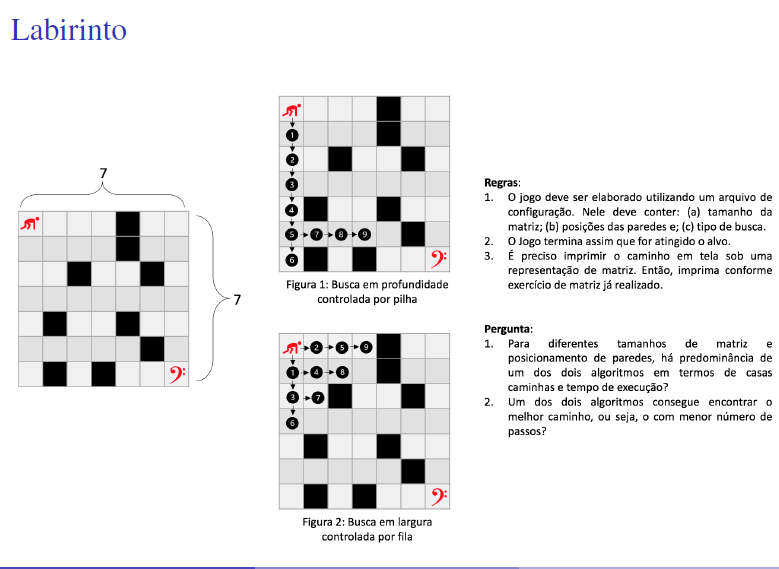 Labirinto
7
7
1
2
3
4
5 7 8 9
6
Figura 1: Busca em profundidade
controlada por pilha
2 5 9
1 4 8
3 7
6
Figura 2: Busca em largura
controlada por fila
Regras:
1. O jogo deve ser elaborado utilizando um arquivo de
configuração. Nele deve conter: (a) tamanho da
matriz; (b) posições das paredes e; (c) tipo de busca.
2. O Jogo termina assim que for atingido o alvo.
3. É preciso imprimir o caminho em tela sob uma
representação de matriz. Então, imprima conforme
exercício de matriz já realizado.
Pergunta:
1. Para diferentes tamanhos de matriz e
posicionamento de paredes, há predominância de
um dos dois algoritmos em termos de casas
caminhas e tempo de execução?
2. Um dos dois algoritmos consegue encontrar o
melhor caminho, ou seja, o com menor número de
passos?